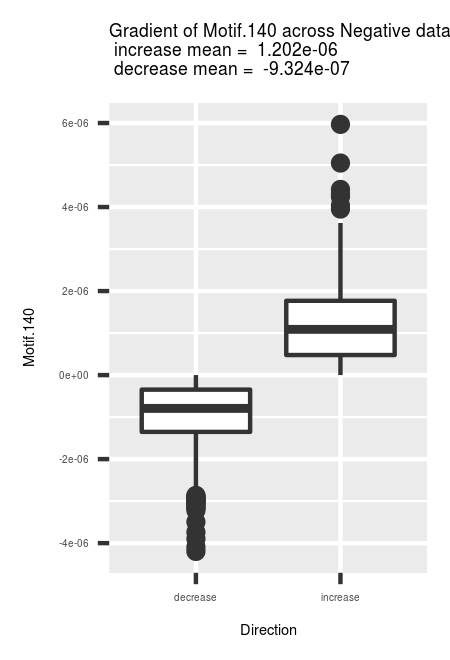 Gradient of Motif.140 across Negative data
increase mean =  1.202e-06
decrease mean =  -9.324e-07
6e-06
4e-06
2e-06
0e+00
-2e-06
-4e-06
Motif.140
decrease
increase
Direction